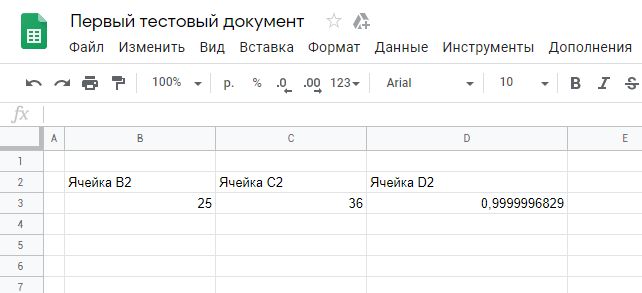 Первый тестовый документ
Файл Изменить Вид Вставка Формат Данные Инструменты Дополнения
100% р. % .0 .00 123 Arial 10 B I S
fx
A B C D E
1
2 Ячейка B2 Ячейка C2 Ячейка D2
3 25 36 0,9999996829
4
5
6
7